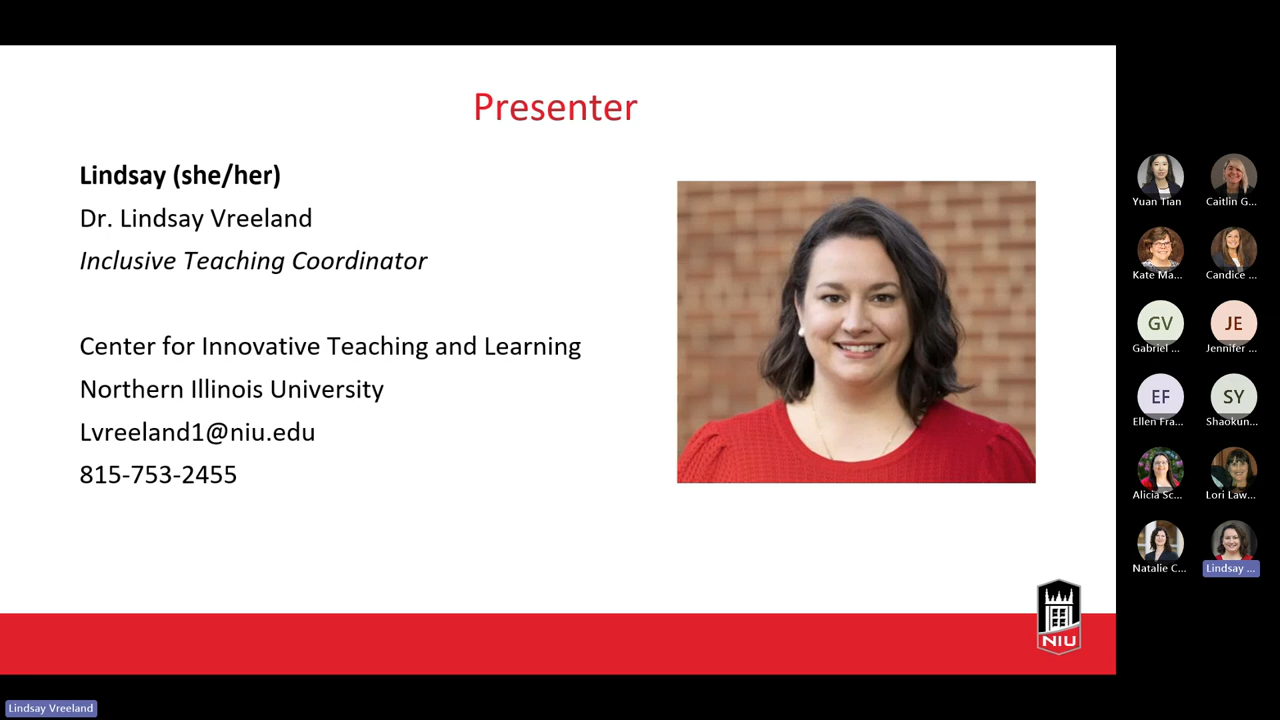 Presenter
Lindsay (she/her)
Dr. Lindsay Vreeland
Inclusive Teaching Coordinator
Center for Innovative Teaching and Learning
Northern Illinois University
Lvreeland1@niu.edu
815-753-2455
NIU
Yuan Tian
Caitlin G...
Kate Ma...
Candice ...
GV
JE
Gabriel ...
Jennifer ...
EF
SY
Ellen Fra...
Shaokun...
Alicia Sc...
Lori Law...
Natalie C...
Lindsay ...
Lindsay Vreeland